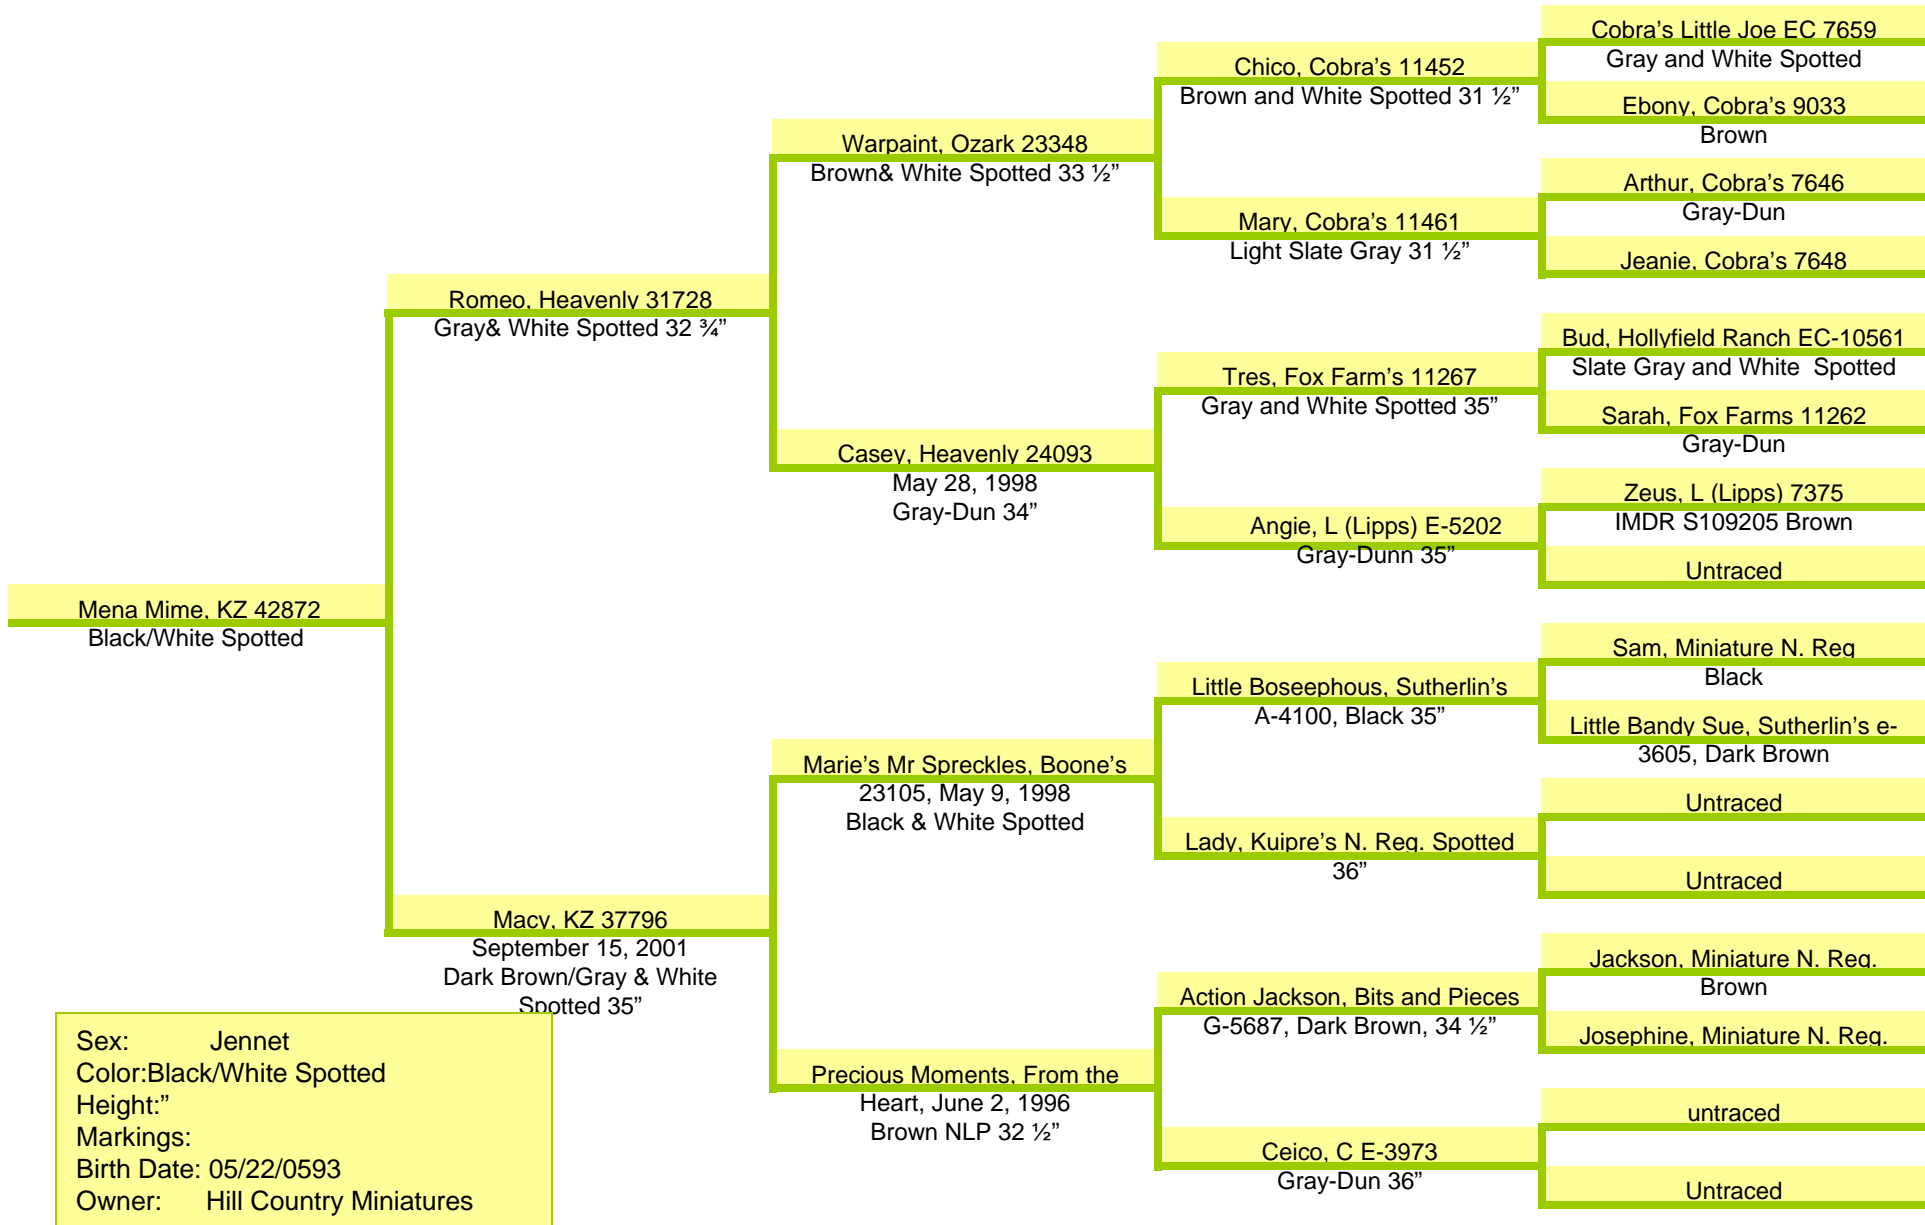 Cobra’s Little Joe EC 7659
Gray and White Spotted
Chico, Cobra’s 11452
Brown and White Spotted 31 ½”
Ebony, Cobra’s 9033
Brown
Warpaint, Ozark 23348
Brown& White Spotted 33 ½”
Arthur, Cobra’s 7646
Gray-Dun
Mary, Cobra’s 11461
Light Slate Gray 31 ½”
Jeanie, Cobra’s 7648
Romeo, Heavenly 31728
Gray& White Spotted 32 ¾”
Bud, Hollyfield Ranch EC-10561
Slate Gray and White  Spotted
Tres, Fox Farm’s 11267
Gray and White Spotted 35”
Sarah, Fox Farms 11262
Gray-Dun
Casey, Heavenly 24093
May 28, 1998
Gray-Dun 34”
Zeus, L (Lipps) 7375
IMDR S109205 Brown
Angie, L (Lipps) E-5202
Gray-Dunn 35”
Untraced
Mena Mime, KZ 42872
Black/White Spotted
Sam, Miniature N. Reg
Black
Little Boseephous, Sutherlin’s
A-4100, Black 35”
Little Bandy Sue, Sutherlin’s e-
3605, Dark Brown
Marie’s Mr Spreckles, Boone’s
23105, May 9, 1998
Black & White Spotted
Untraced
Lady, Kuipre’s N. Reg. Spotted
36”
Untraced
Macy, KZ 37796
September 15, 2001
Dark Brown/Gray & White
Spotted 35”
Jackson, Miniature N. Reg.
Brown
Action Jackson, Bits and Pieces
G-5687, Dark Brown, 34 ½”
Josephine, Miniature N. Reg.
Precious Moments, From the
Heart, June 2, 1996
Brown NLP 32 ½”
untraced
Ceico, C E-3973
Gray-Dun 36”
Untraced
Sex: Jennet
Color:Black/White Spotted
Height:”
Markings:
Birth Date: 05/22/0593
Owner: Hill Country Miniatures